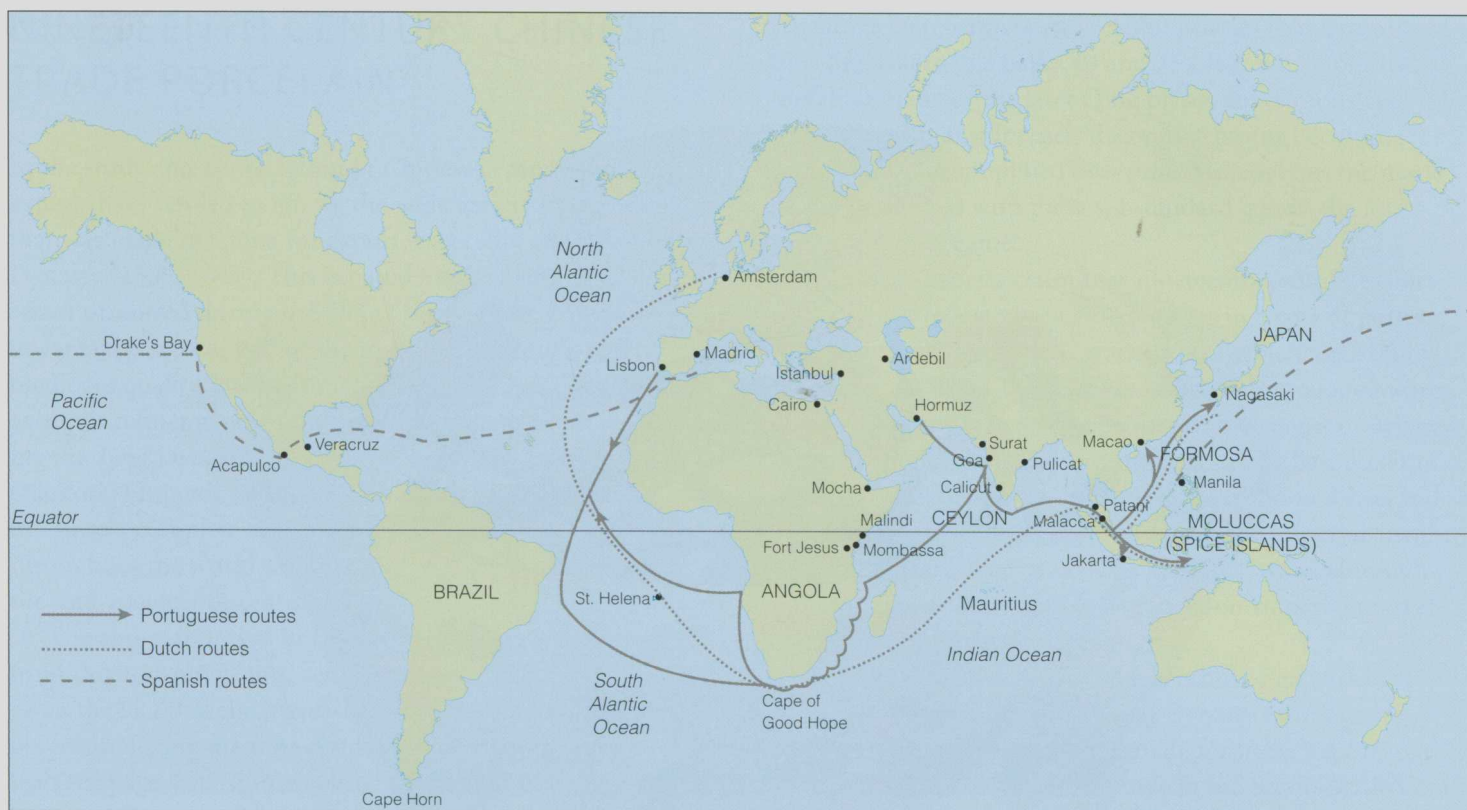 North
Alantic
Ocean
Amsterdam
Drake's Bay
JAPAN
Lisbon
Madrid
Istanbul
Ardebil
Pacific
Ocean
Cairo
Hormuz
Nagasaki
Veracruz
Acapulco
Surat
Goa
Pulicat
Macao
FORMOSA
Mocha
Calicut
Manila
Equator
Malindi
CEYLON
Patani
Malacca
MOLUCCAS
(SPICE ISLANDS)
Fort Jesus
Mombassa
Jakarta
BRAZIL
St. Helena
ANGOLA
Mauritius
Portuguese routes
Dutch routes
Spanish routes
Indian Ocean
South
Alantic
Ocean
Cape of
Good Hope
Cape Horn